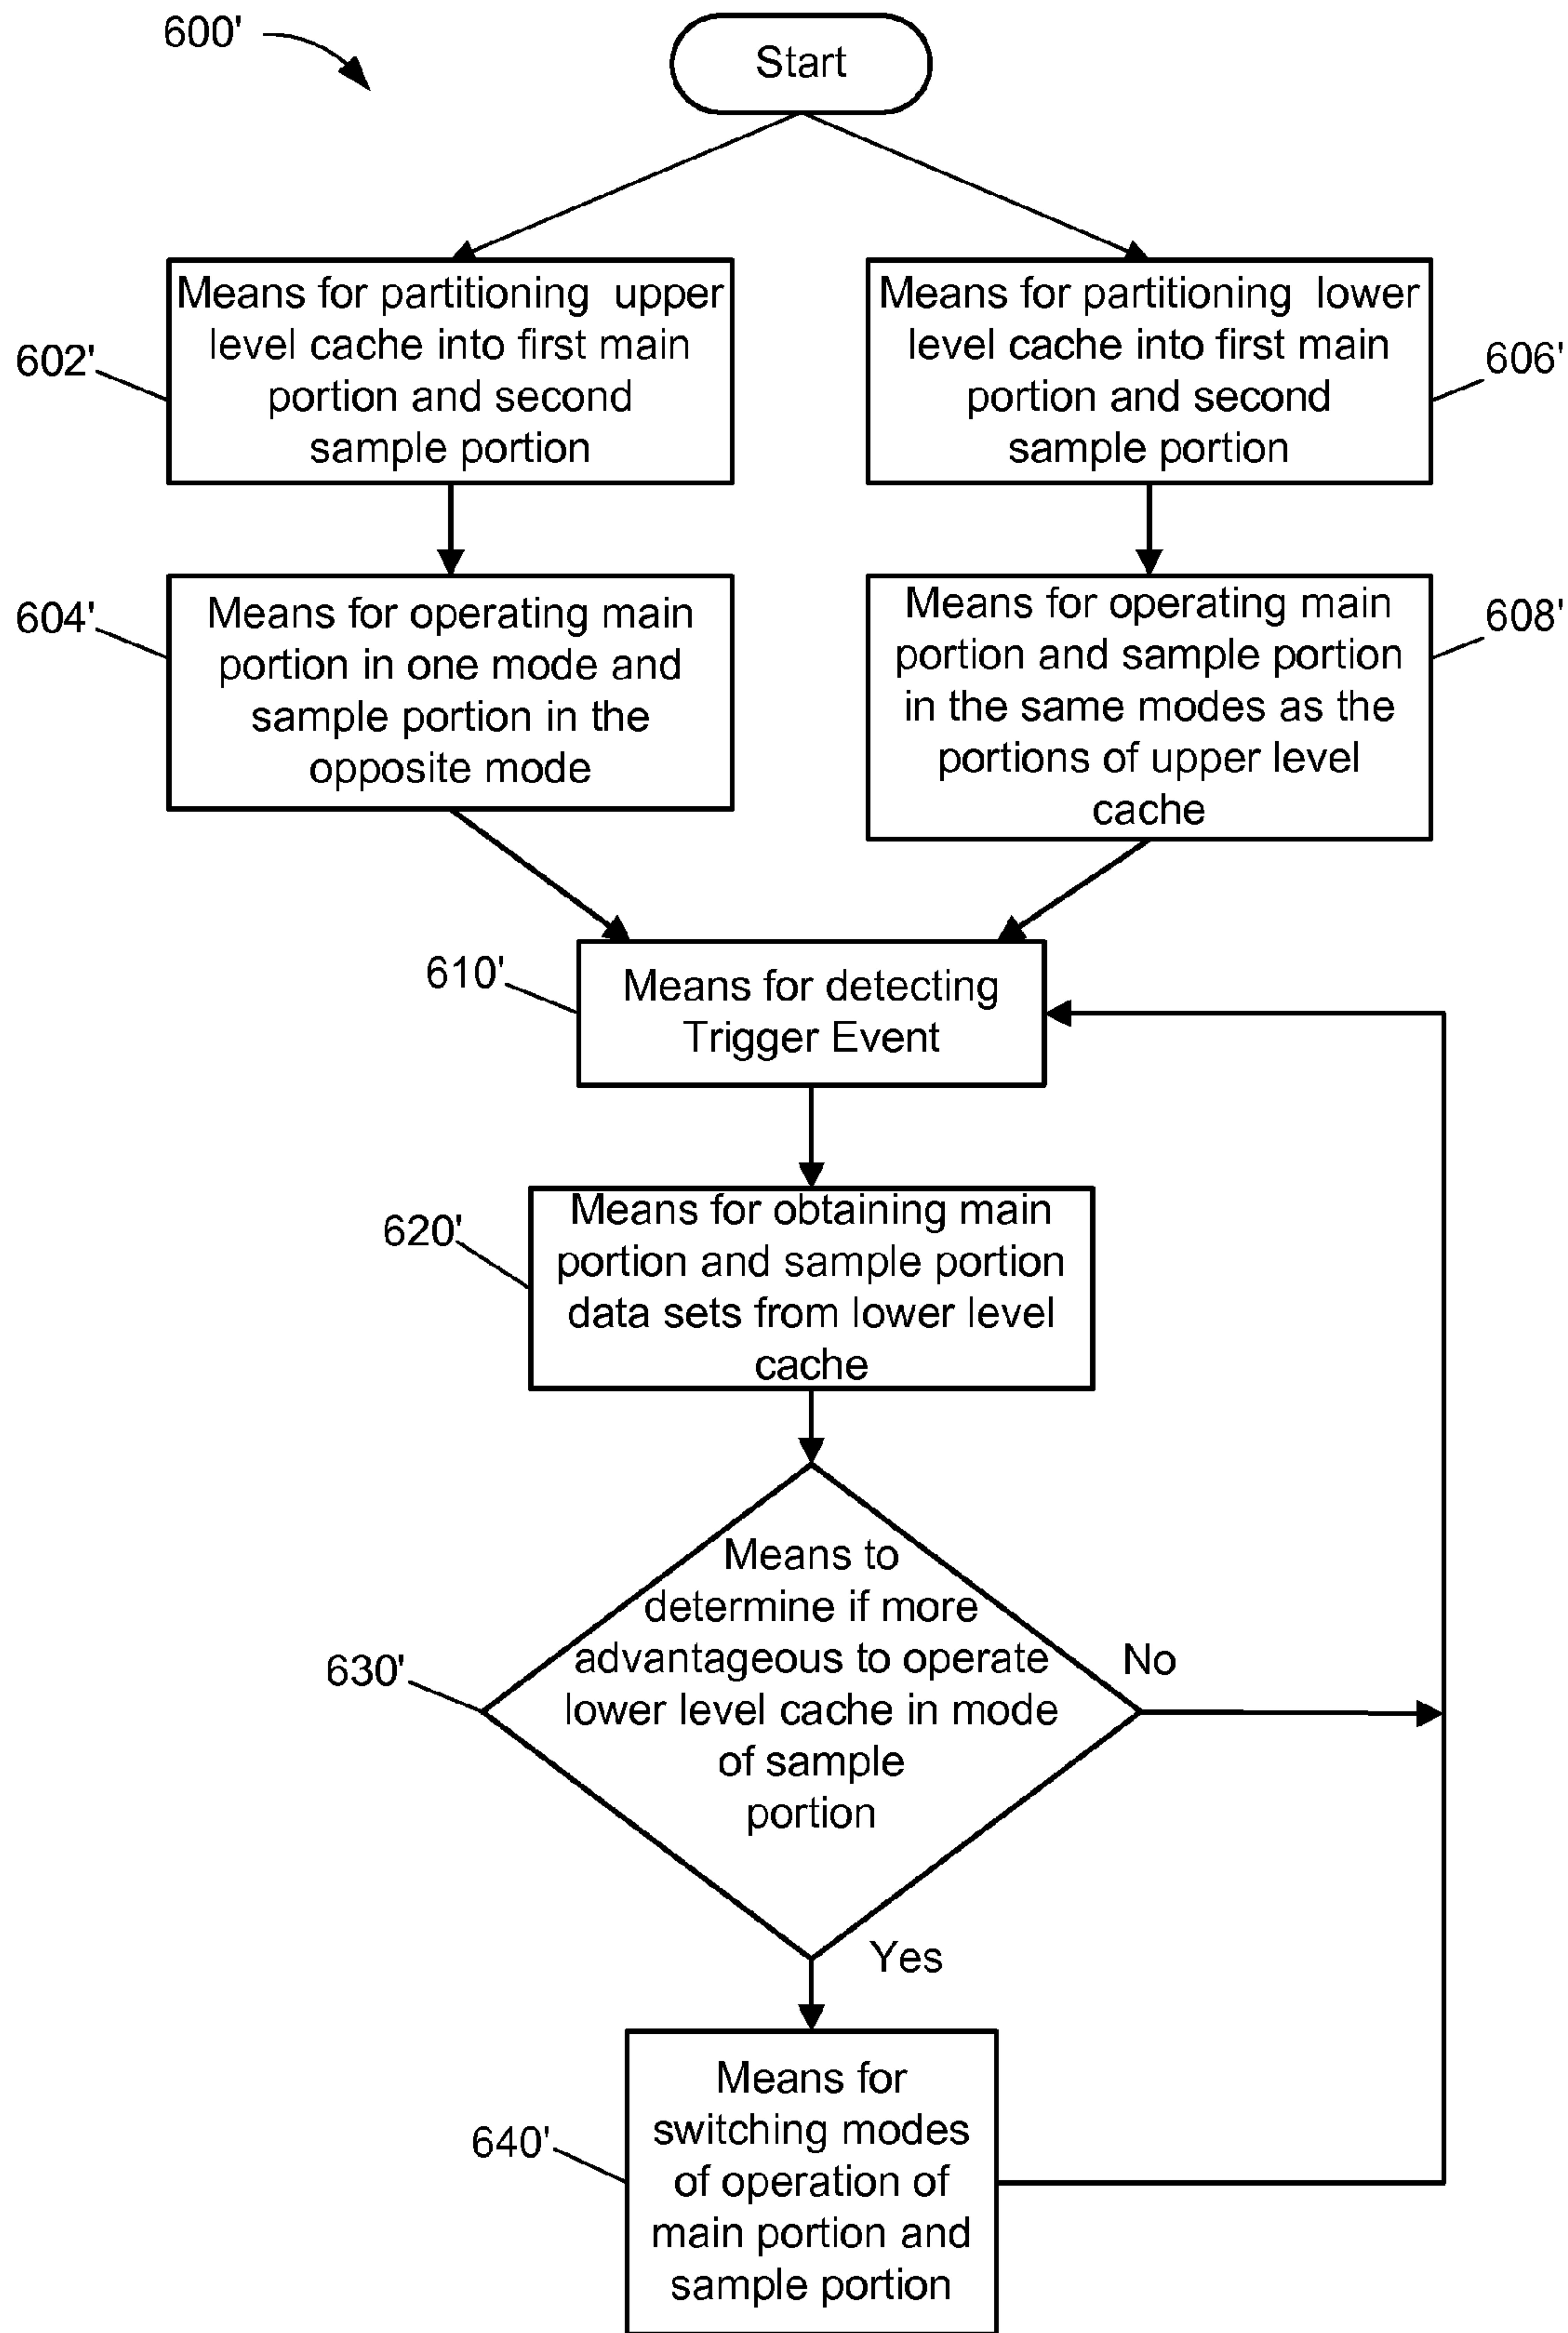 600'
Start
Means for partitioning upper
level cache into first main
portion and second
sample portion
602'
Means for partitioning lower
level cache into first main
portion and second
sample portion
606'
Means for operating main
portion in one mode and
sample portion in the
opposite mode
604'
Means for operating main
portion and sample portion
in the same modes as the
portions of upper level
cache
608'
610'
Means for detecting
Trigger Event
620'
Means for obtaining main
portion and sample portion
data sets from lower level
cache
630'
Means to
determine if more
advantageous to operate
lower level cache in mode
of sample
portion
No
Yes
640'
Means for
switching modes
of operation of
main portion and
sample portion